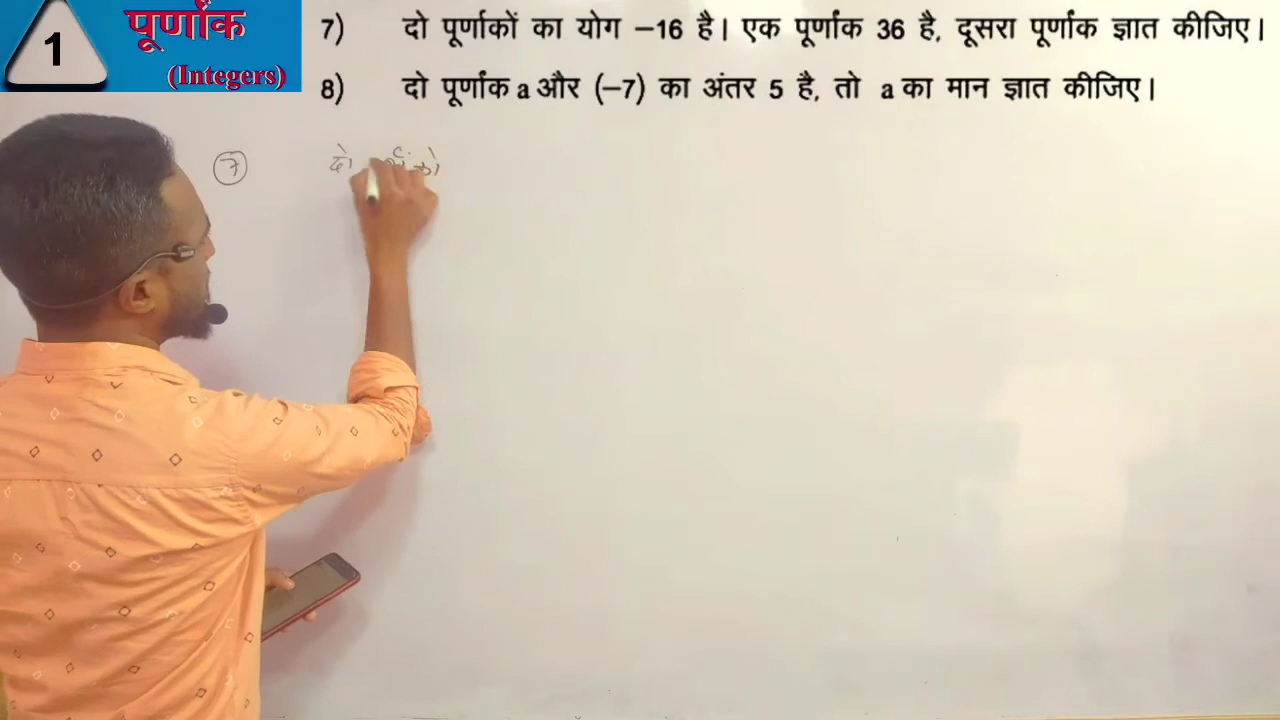 1
पूर्णांक
(Integers)
7) दो पूर्णाकों का योग –16 है। एक पूर्णांक 36 है, दूसरा पूर्णांक ज्ञात कीजिए।
8) दो पूर्णांक a और (–7) का अंतर 5 है, तो a का मान ज्ञात कीजिए।
7 दो